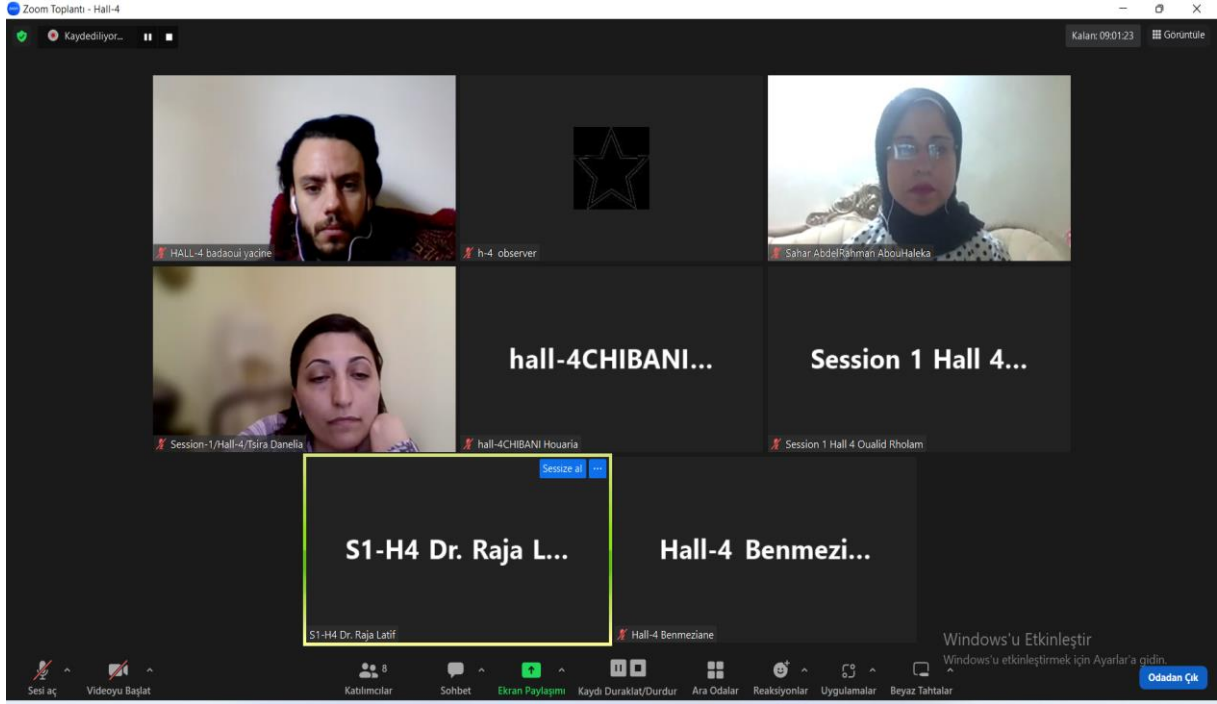 Zoom Toplantı - Hall-4
Kaydediliyor...
Kalan: 09:01:23
Görüntüle
HALL-4 badaoui yacine
h-4 observer
Sahar AbdelRahman AbouHaleka
Session-1/Hall-4/Tsira Danelia
hall-4CHIBANI...
hall-4CHIBANI Houaria
Session 1 Hall 4...
Session 1 Hall 4 Oualid Rholam
Sessize al
...
S1-H4 Dr. Raja L...
S1-H4 Dr. Raja Latif
Hall-4 Benmezi...
Hall-4 Benmeziane
Windows'u Etkinleştir
Windows'u etkinleştirmek için Ayarlar'a gidin.
Sesi aç
Videoyu Başlat
8
Katılımcılar
Sohbet
Ekran Paylaşımı
Kaydı Duraklat/Durdur
Ara Odalar
Reaksiyonlar
Uygulamalar
Beyaz Tahtalar
Odadan Çık